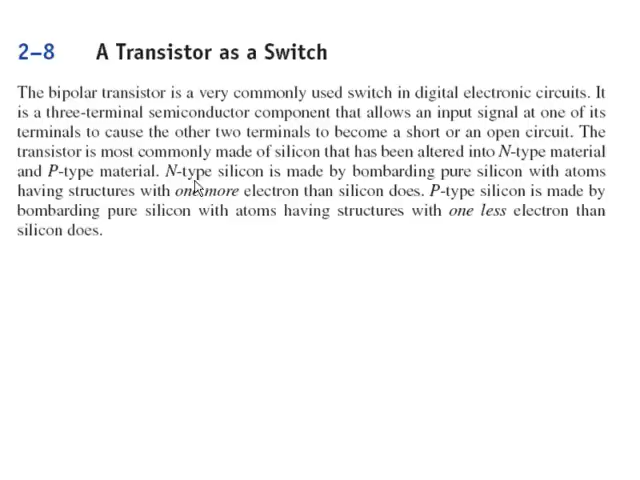 2–8 A Transistor as a Switch
The bipolar transistor is a very commonly used switch in digital electronic circuits. It
is a three-terminal semiconductor component that allows an input signal at one of its
terminals to cause the other two terminals to become a short or an open circuit. The
transistor is most commonly made of silicon that has been altered into N-type material
and P-type material. N-type silicon is made by bombarding pure silicon with atoms
having structures with one more electron than silicon does. P-type silicon is made by
bombarding pure silicon with atoms having structures with one less electron than
silicon does.